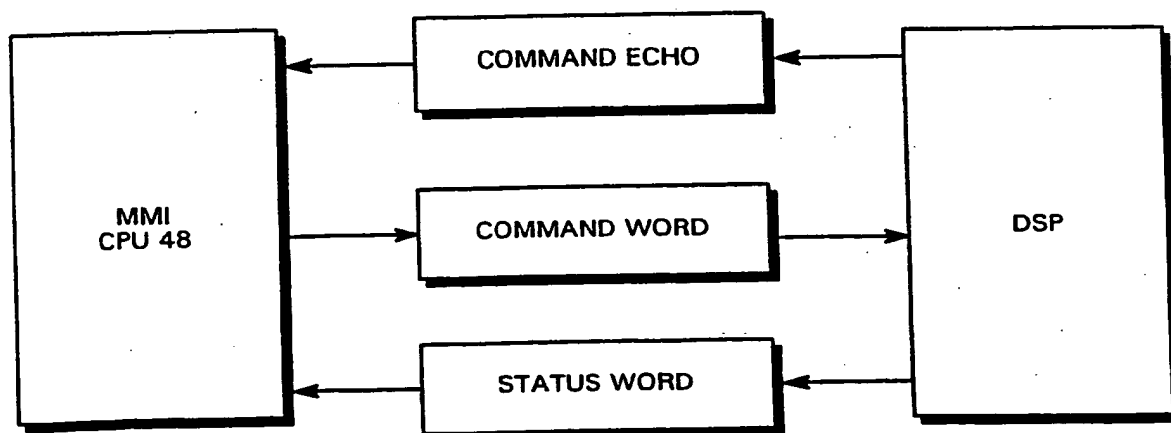 COMMAND ECHO
MMI
CPU 48
COMMAND WORD
DSP
STATUS WORD